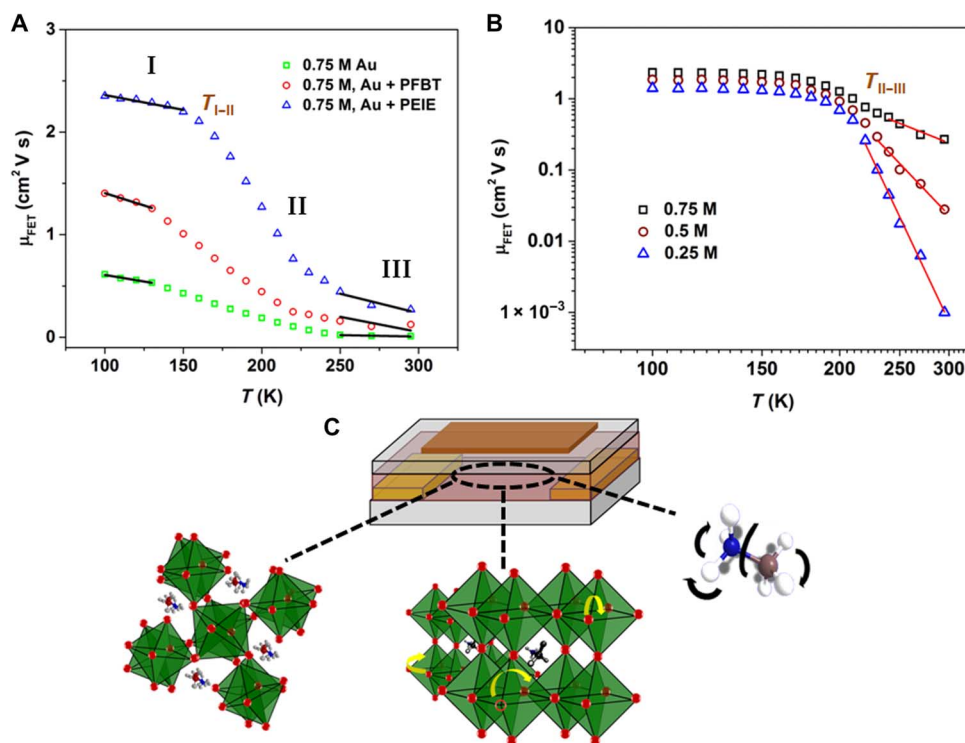 A
3
2
1
0
μFET (cm² V s)
100
150
200
250
300
T (K)
I
TI–II
II
III
0.75 M Au
0.75 M, Au + PFBT
0.75 M, Au + PEIE
B
10
1
0.1
0.01
1 × 10⁻³
μFET (cm² V s)
100
150
200
250
300
T (K)
TII–III
0.75 M
0.5 M
0.25 M
C